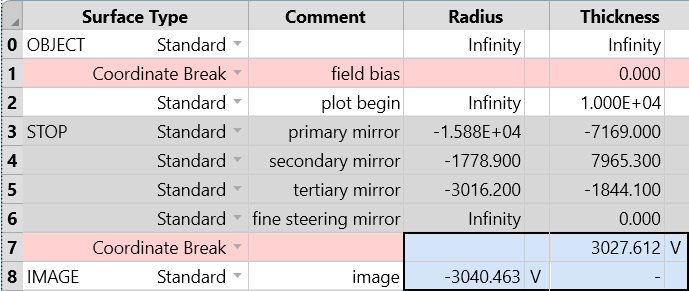 Surface Type Comment Radius Thickness
0 OBJECT Standard Infinity Infinity
1 Coordinate Break field bias 0.000
2 Standard plot begin Infinity 1.000E+04
3 STOP Standard primary mirror -1.588E+04 -7169.000
4 Standard secondary mirror -1778.900 7965.300
5 Standard tertiary mirror -3016.200 -1844.100
6 Standard fine steering mirror Infinity 0.000
7 Coordinate Break 3027.612 V
8 IMAGE Standard image -3040.463 V -